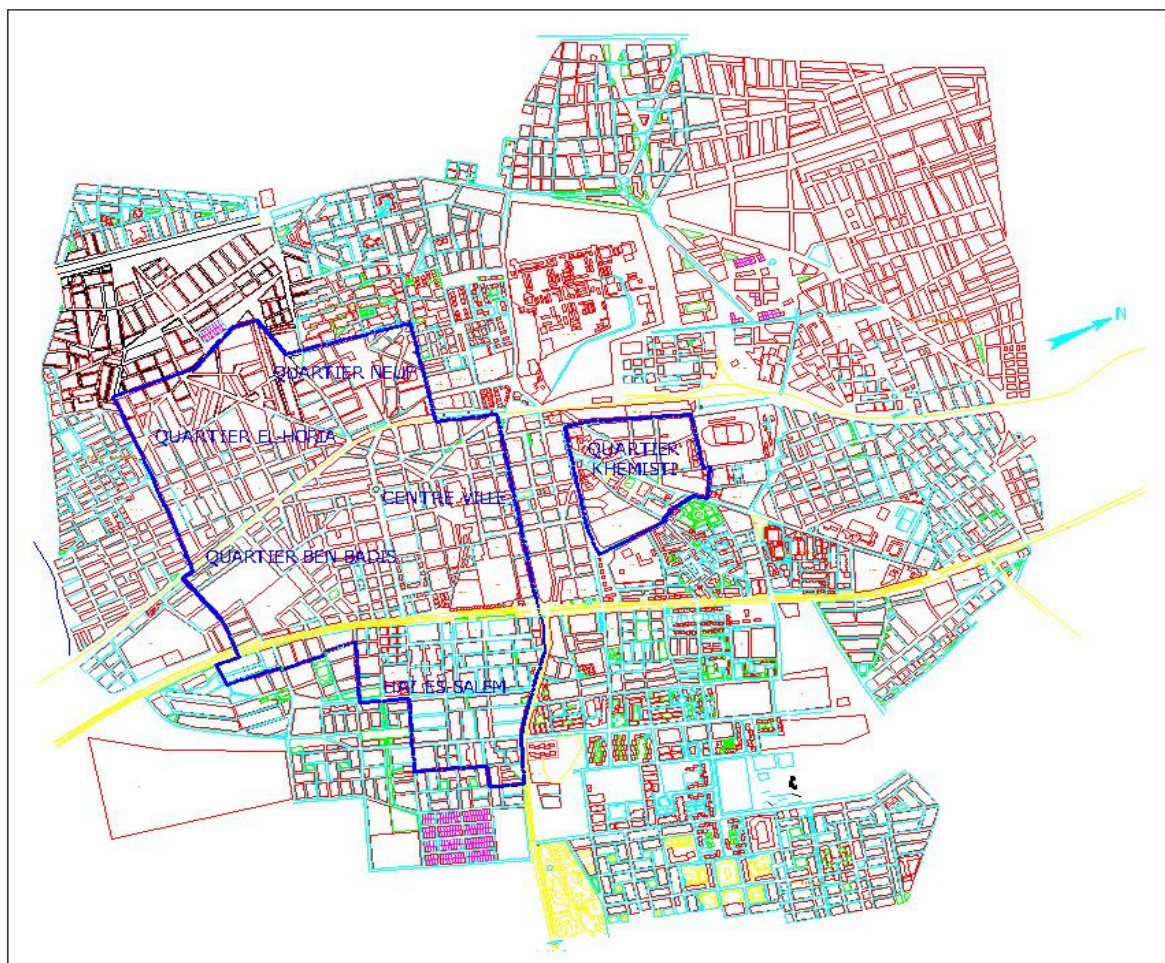 N
QUARTIER NEUF
QUARTIER EL-HORIA
QUARTIER
KHEMISTI
CENTRE VILLE
QUARTIER BEN BADIS
HAI ES-SALEM